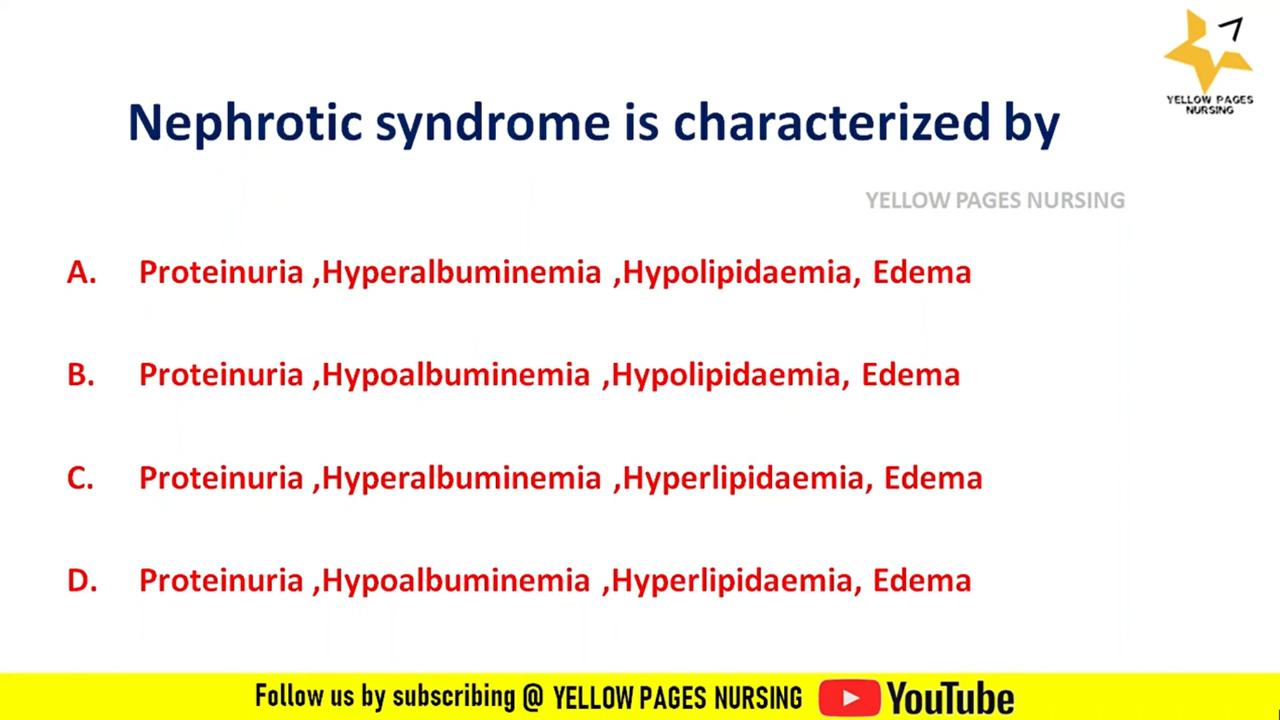 YELLOW PAGES
NURSING
Nephrotic syndrome is characterized by
YELLOW PAGES NURSING
A. Proteinuria ,Hyperalbuminemia ,Hypolipidaemia, Edema
B. Proteinuria ,Hypoalbuminemia ,Hypolipidaemia, Edema
C. Proteinuria ,Hyperalbuminemia ,Hyperlipidaemia, Edema
D. Proteinuria ,Hypoalbuminemia ,Hyperlipidaemia, Edema
Follow us by subscribing @ YELLOW PAGES NURSING YouTube